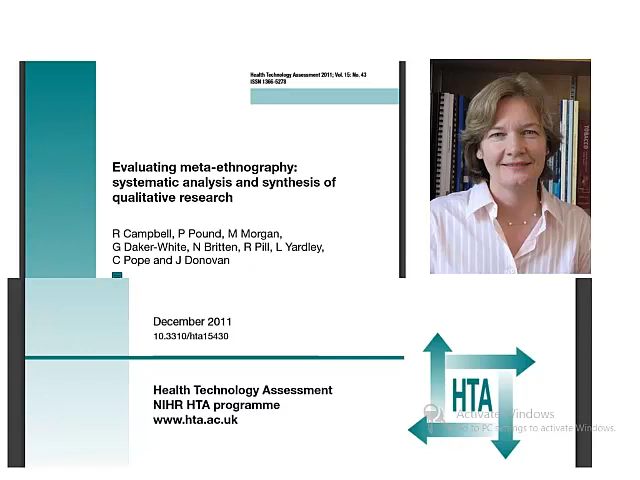 Health Technology Assessment 2011; Vol. 15: No. 43
ISSN 1366-5278
Evaluating meta-ethnography:
systematic analysis and synthesis of
qualitative research
R Campbell, P Pound, M Morgan,
G Daker-White, N Britten, R Pill, L Yardley,
C Pope and J Donovan
December 2011
10.3310/hta15430
Health Technology Assessment
NIHR HTA programme
www.hta.ac.uk
HTA
Activate Windows
to PC settings to activate Windows.
TOBACCO